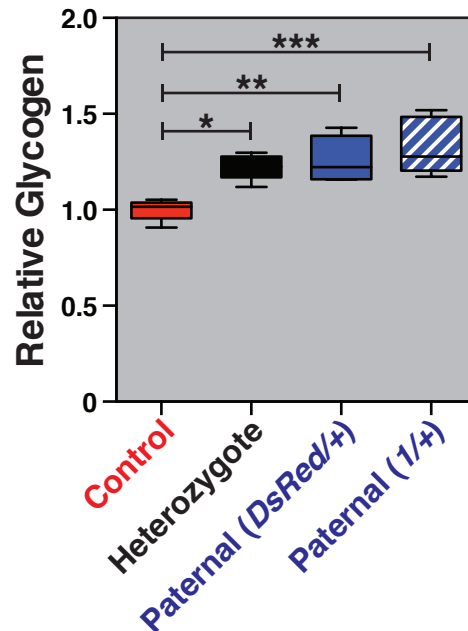 Relative Glycogen
2.0
1.5
1.0
0.5
0
***
**
*
Control
Heterozygote
Paternal (DsRed/+)
Paternal (1/+)